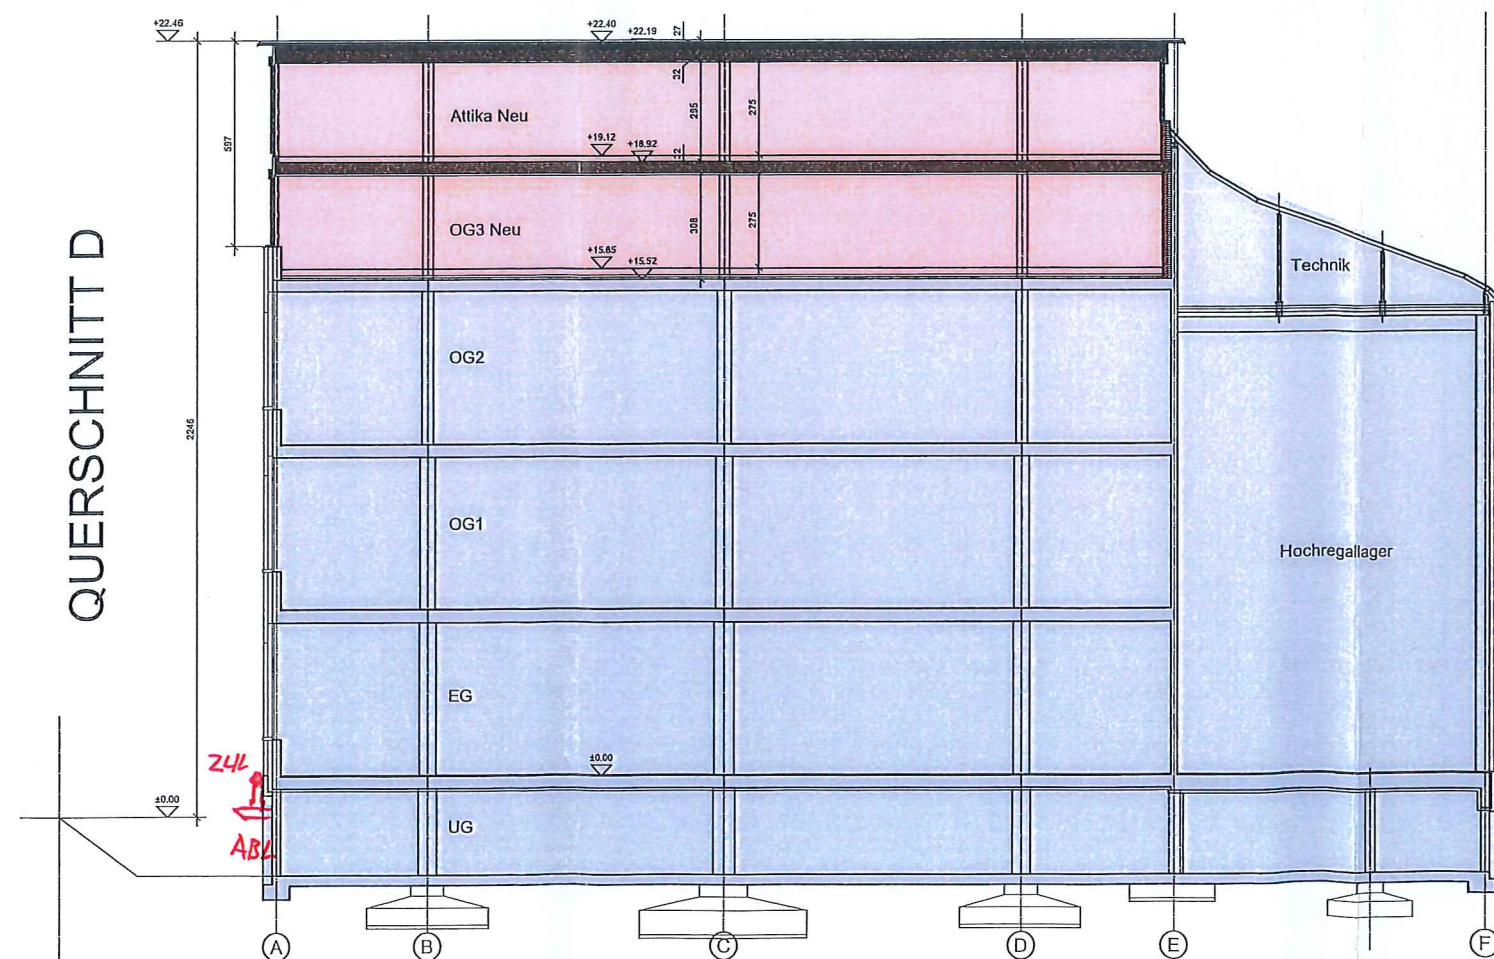 QUERSCHNITT D
+22.46
+22.40
+22.19
27
32
597
2246
Attika Neu
295
275
+19.12
+18.92
32
OG3 Neu
308
275
+15.85
+15.52
Technik
OG2
OG1
Hochregallager
EG
±0.00
ZUL
±0.00
ABL
UG
A
B
C
D
E
F